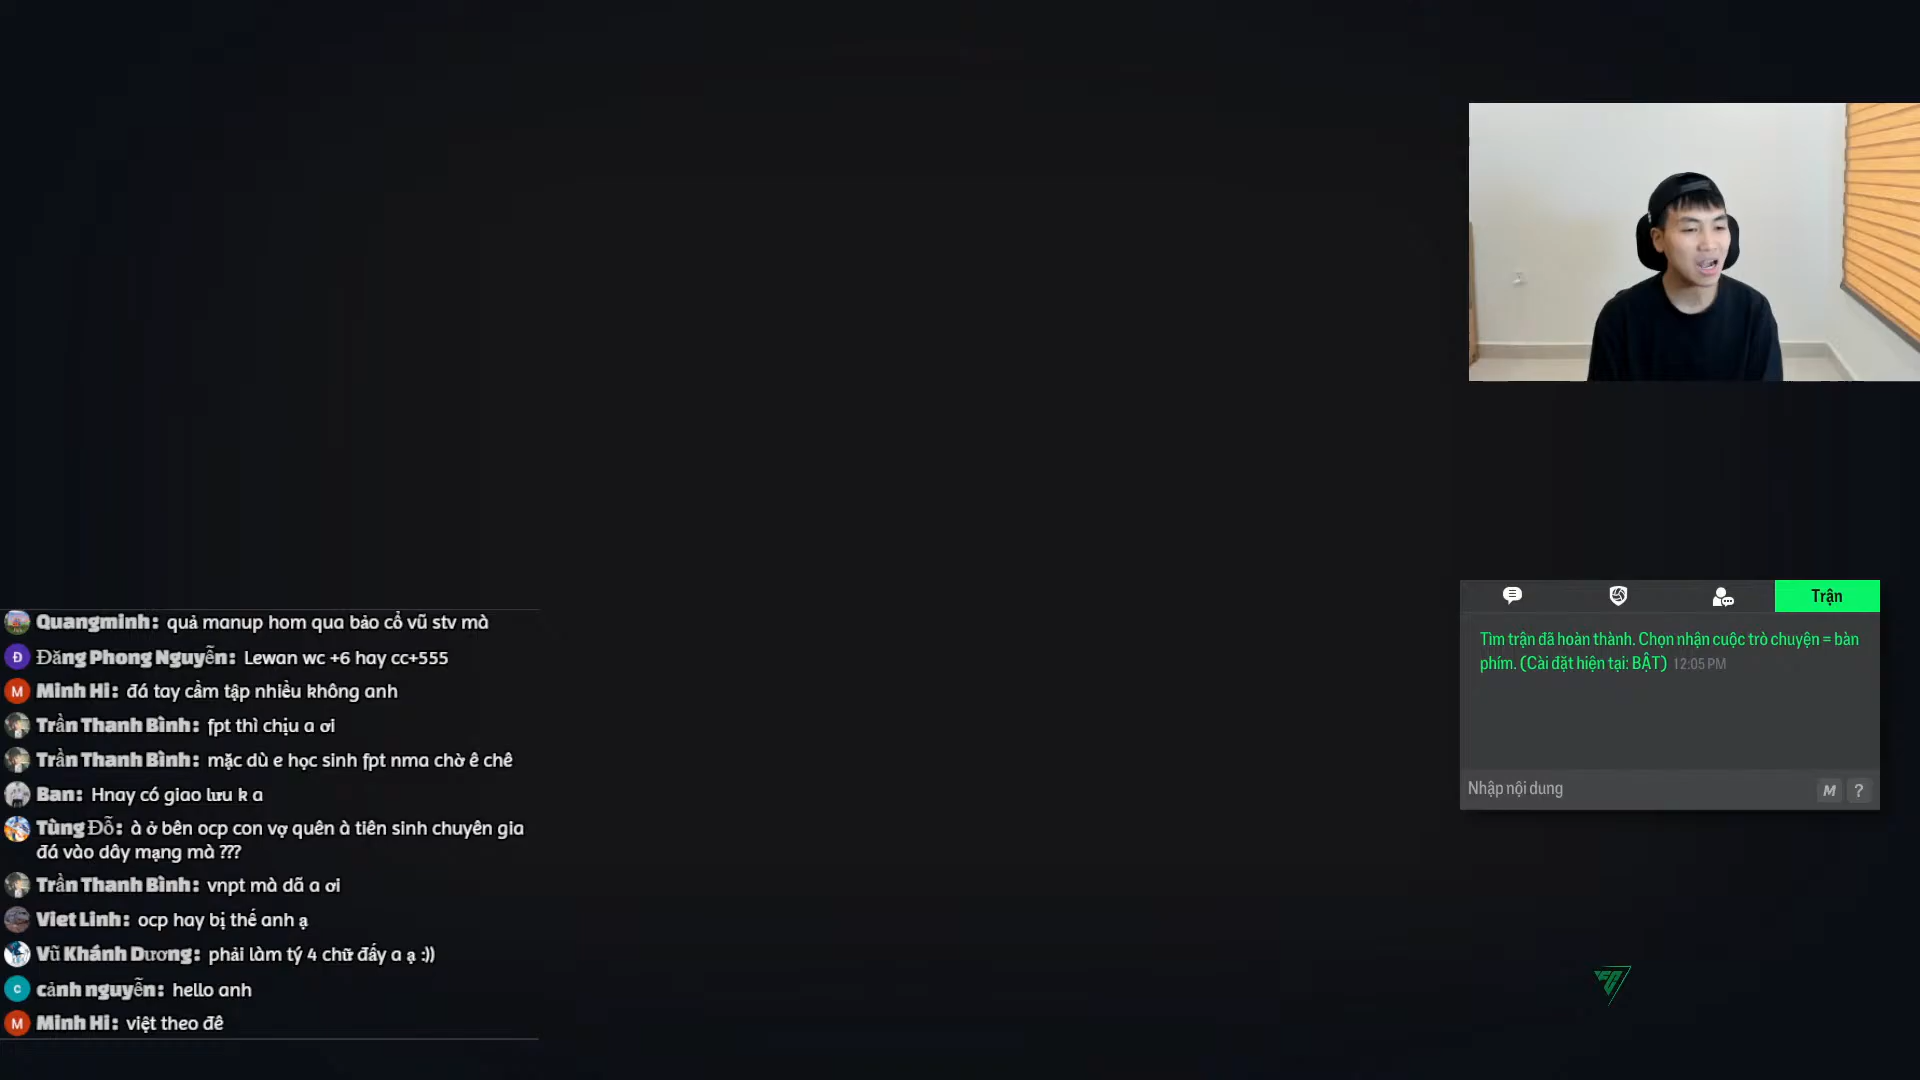 Quangminh: quả manup hom qua bảo cổ vũ stv mà
Đ Đăng Phong Nguyễn: Lewan wc +6 hay cc+555
M Minh Hi: đá tay cầm tập nhiều không anh
Trần Thanh Bình: fpt thì chịu a ơi
Trần Thanh Bình: mặc dù e học sinh fpt nma chờ ê chê
Ban: Hnay có giao lưu k a
Tùng Đỗ: à ở bên ocp con vợ quên à tiên sinh chuyên gia
đá vào dây mạng mà ???
Trần Thanh Bình: vnpt mà dã a ơi
Viet Linh: ocp hay bị thế anh ạ
Vũ Khánh Dương: phải làm tý 4 chữ đấy a ạ :))
c cảnh nguyễn: hello anh
M Minh Hi: việt theo đê
Trận
Tìm trận đã hoàn thành. Chọn nhận cuộc trò chuyện = bàn
phím. (Cài đặt hiện tại: BẬT) 12:05 PM
Nhập nội dung M ?